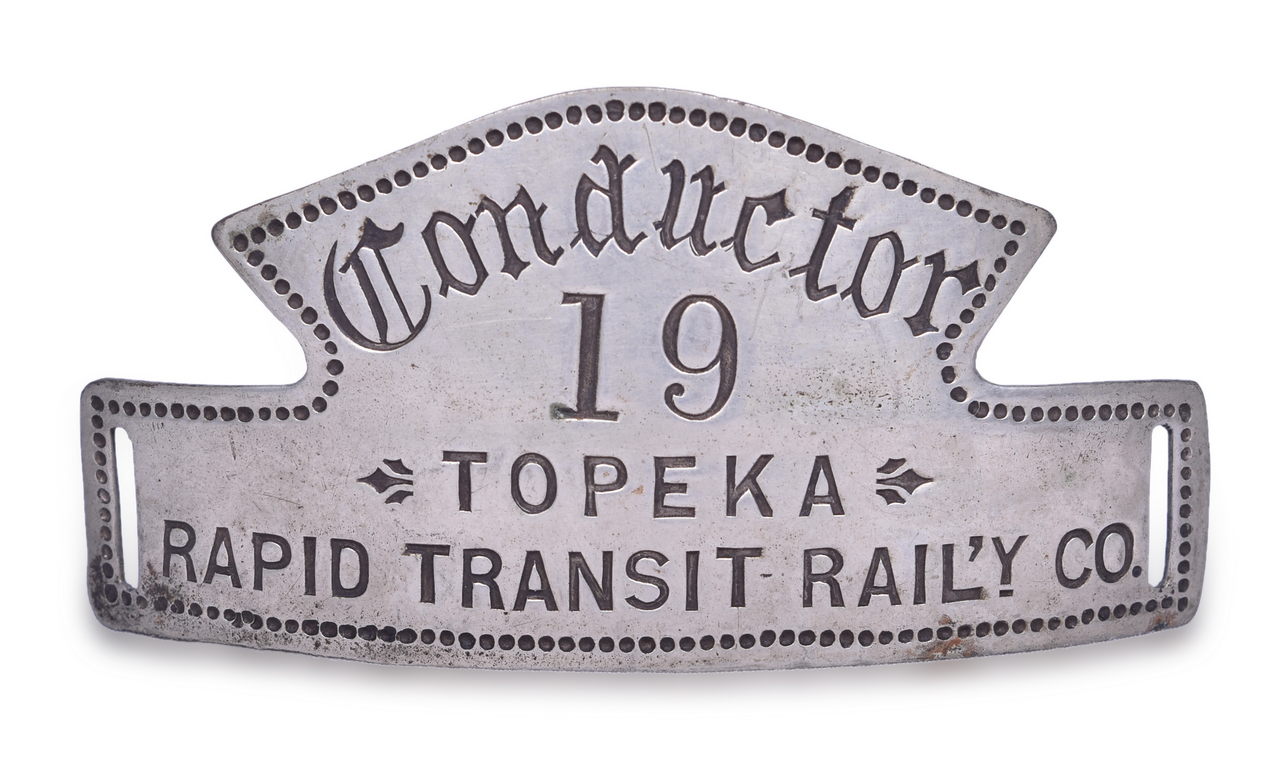 Conductor
19
TOPEKA
RAPID TRANSIT RAIL'Y. CO.